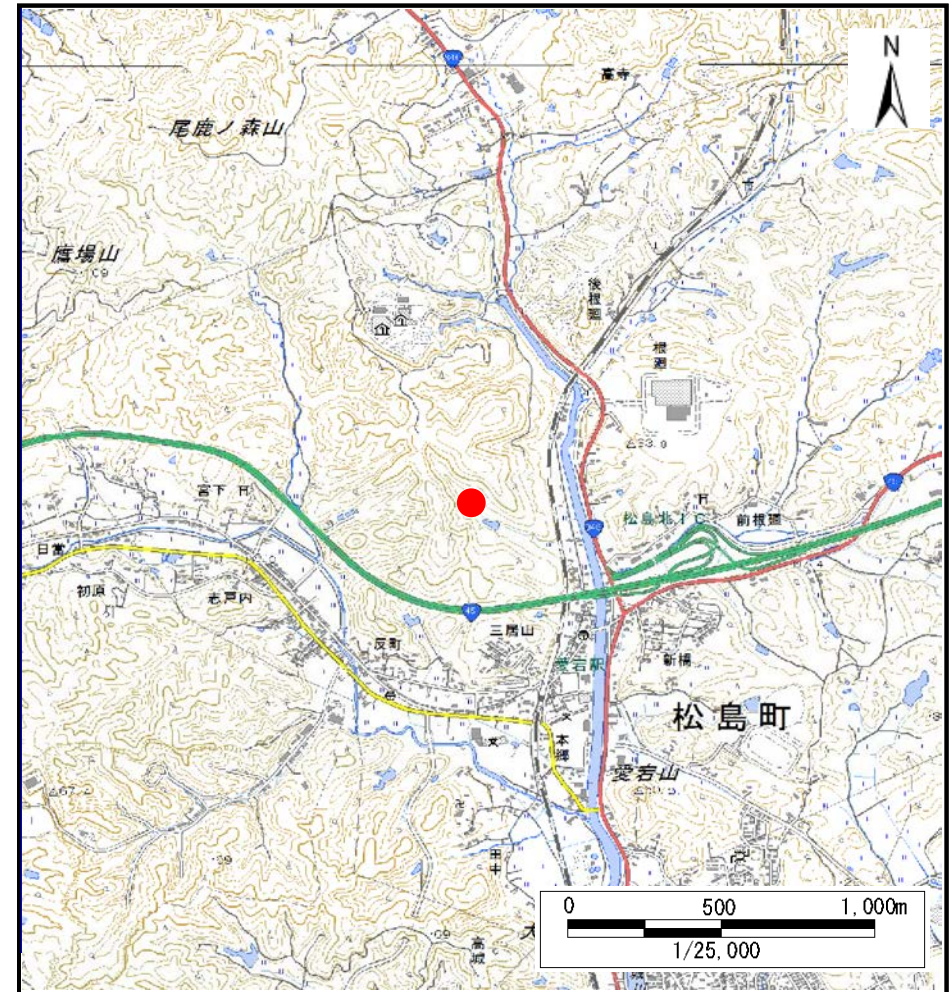 N
高寺
尾鹿ノ森山
鷹場山
後根廻
根廻
宮下
松島北IC
前根廻
日當
初原
志戸内
45
三居山
反町
愛宕駅
新橋
松島町
本郷
愛宕山
田中
高城
0 500 1,000m
1/25,000